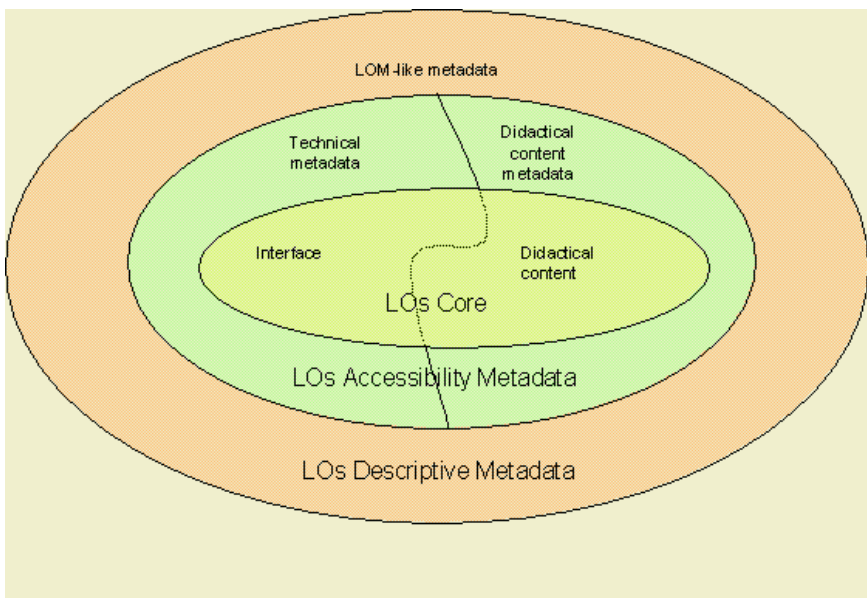 LOM-like metadata
Technical
metadata
Didactical
content
metadata
Interface
Didactical
content
LOs Core
LOs Accessibility Metadata
LOs Descriptive Metadata